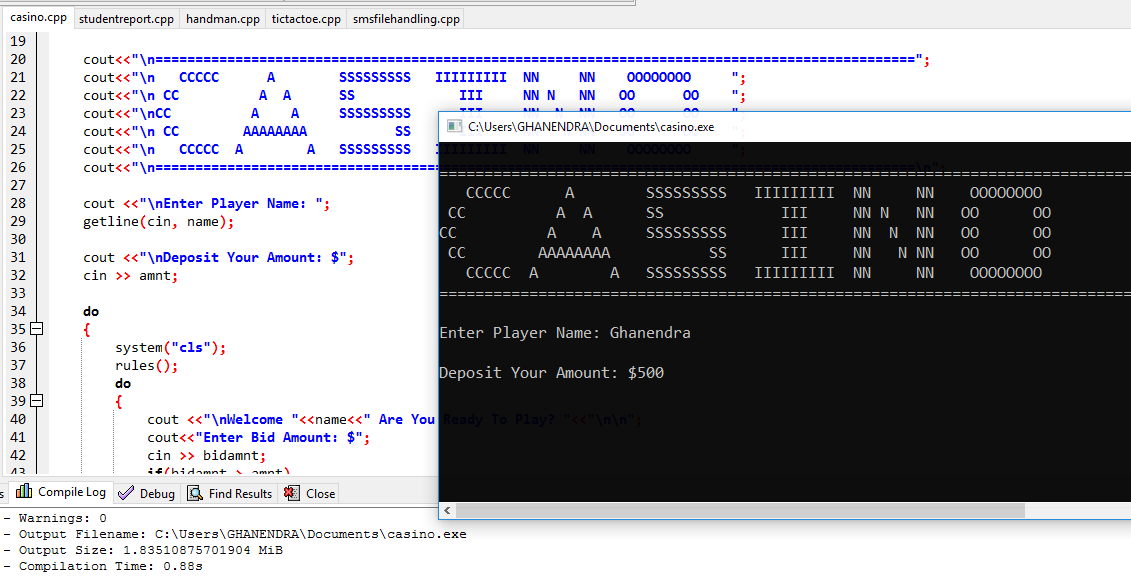 casino.cpp studentreport.cpp handman.cpp tictactoe.cpp smsfilehandling.cpp
19
20 cout<<"\n===============================================================================================";
21 cout<<"\n   CCCCC      A        SSSSSSSSS   IIIIIIIII  NN     NN    OOOOOOOO     ";
22 cout<<"\n CC          A  A      SS             III     NN N   NN   OO      OO    ";
23 cout<<"\nCC          A    A     SSSSSSSSS      III     NN  N  NN   OO      OO    ";
24 cout<<"\n CC        AAAAAAAA           SS
25 cout<<"\n   CCCCC  A        A   SSSSSSSSS   IIIIIIIII  NN     NN    OOOOOOOO     ";
26 cout<<"\n===============================================================================================\n";
27
28 cout <<"\nEnter Player Name: ";
29 getline(cin, name);
30
31 cout <<"\nDeposit Your Amount: $";
32 cin >> amnt;
33
34 do
35 {
36 system("cls");
37 rules();
38 do
39 {
40 cout <<"\nWelcome "<<name<<" Are You Ready To Play? "<<"\n\n";
41 cout<<"Enter Bid Amount: $";
42 cin >> bidamnt;
43 if(bidamnt > amnt)
C:\Users\GHANENDRA\Documents\casino.exe
=============================================================================
   CCCCC      A        SSSSSSSSS   IIIIIIIII  NN     NN    OOOOOOOO
 CC          A  A      SS             III     NN N   NN   OO      OO
CC          A    A     SSSSSSSSS      III     NN  N  NN   OO      OO
 CC        AAAAAAAA           SS      III     NN   N NN   OO      OO
   CCCCC  A        A   SSSSSSSSS   IIIIIIIII  NN     NN    OOOOOOOO
=============================================================================
Enter Player Name: Ghanendra
Deposit Your Amount: $500
s Compile Log Debug Find Results Close
- Warnings: 0
- Output Filename: C:\Users\GHANENDRA\Documents\casino.exe
- Output Size: 1.83510875701904 MiB
- Compilation Time: 0.88s